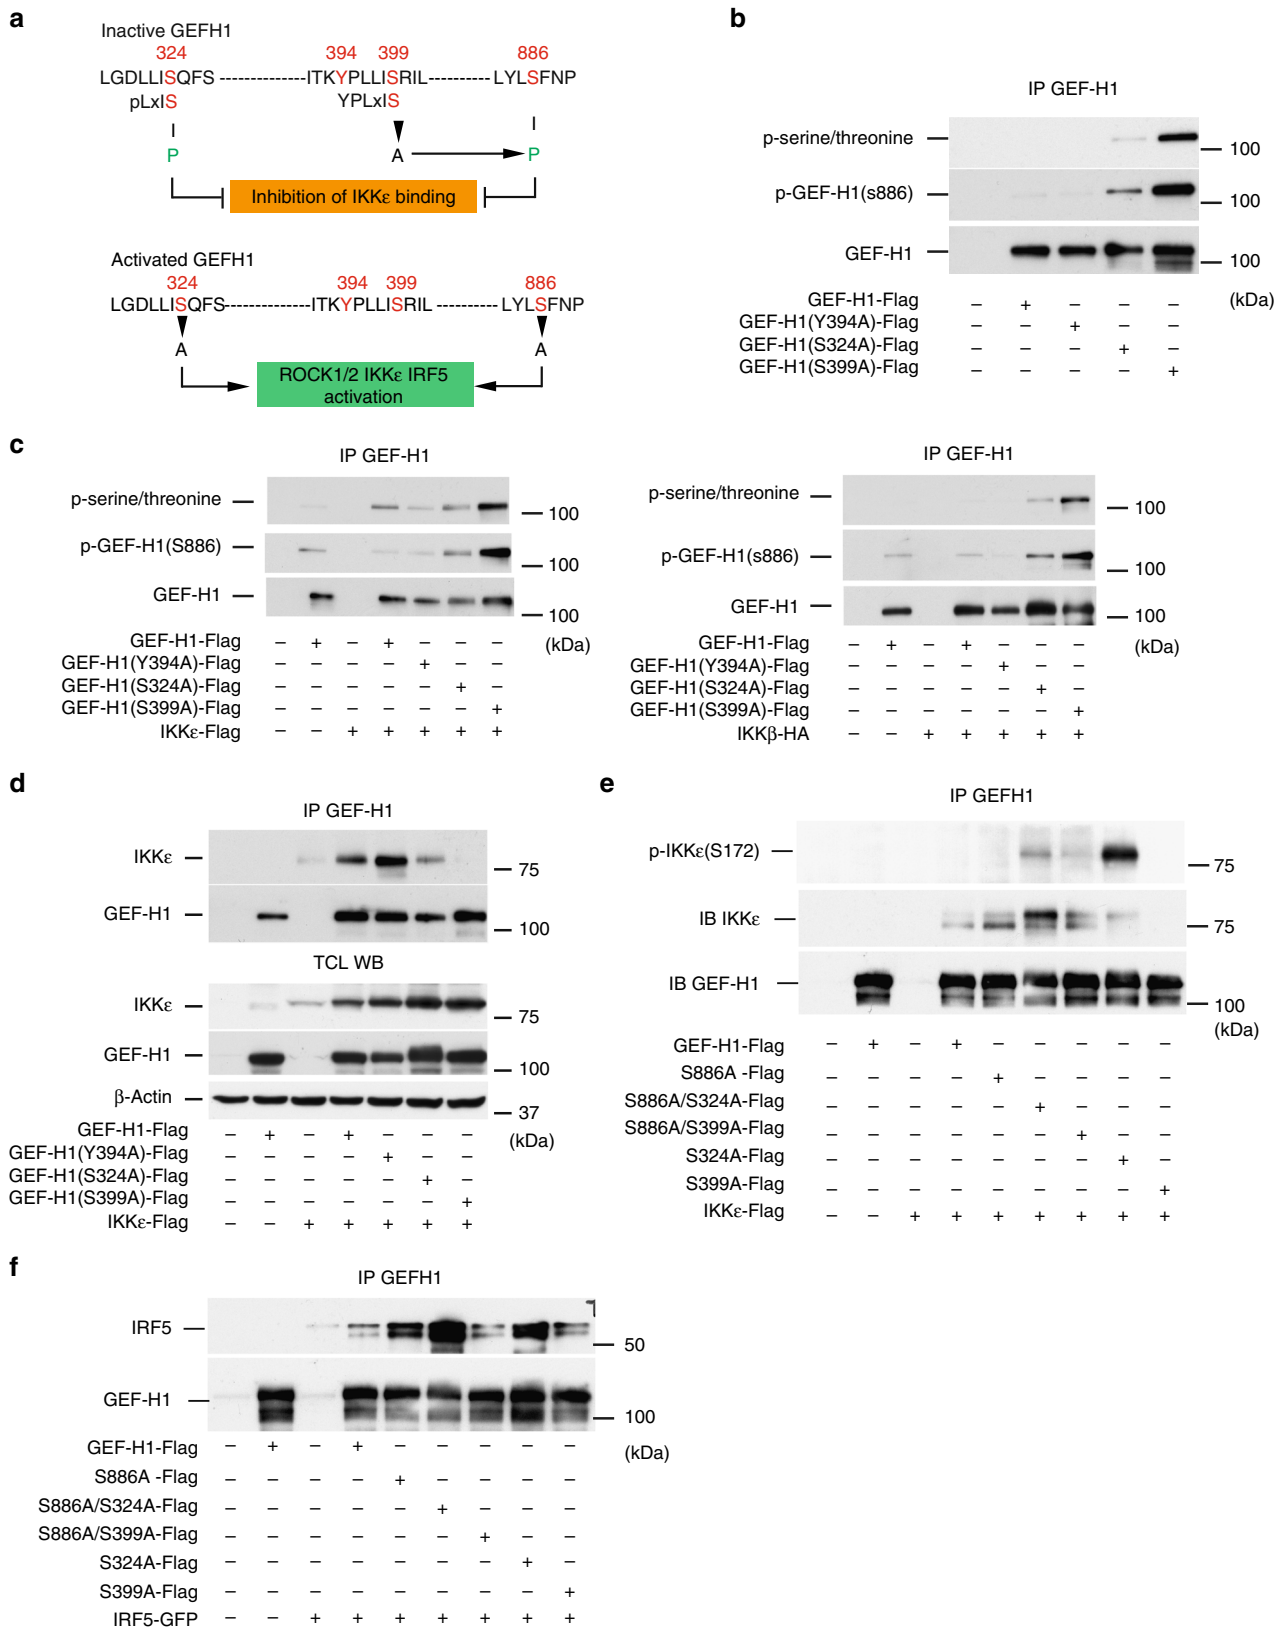 a
Inactive GEFH1
324 394 399 886
LGDLLISQFS -------------ITKYPLLISRIL----------LYLSFNP
pLxIS YPLxIS
I I
P A P
Inhibition of IKKε binding
Activated GEFH1
324 394 399 886
LGDLLISQFS-------------ITKYPLLISRIL ----------LYLSFNP
A A
ROCK1/2 IKKε IRF5
activation
b
IP GEF-H1
p-serine/threonine
100
p-GEF-H1(s886)
100
GEF-H1
100
GEF-H1-Flag – + – – – (kDa)
GEF-H1(Y394A)-Flag – – + – –
GEF-H1(S324A)-Flag – – – + –
GEF-H1(S399A)-Flag – – – – +
c
IP GEF-H1
p-serine/threonine
100
p-GEF-H1(S886)
100
GEF-H1
100
GEF-H1-Flag – + – + – – – (kDa)
GEF-H1(Y394A)-Flag – – – – + – –
GEF-H1(S324A)-Flag – – – – – + –
GEF-H1(S399A)-Flag – – – – – – +
IKKε-Flag – – + + + + +
IP GEF-H1
p-serine/threonine
100
p-GEF-H1(s886)
100
GEF-H1
100
GEF-H1-Flag – + – + – – – (kDa)
GEF-H1(Y394A)-Flag – – – – + – –
GEF-H1(S324A)-Flag – – – – – + –
GEF-H1(S399A)-Flag – – – – – – +
IKKβ-HA – – + + + + +
d
IP GEF-H1
IKKε
75
GEF-H1
100
TCL WB
IKKε
75
GEF-H1
100
β-Actin
37
GEF-H1-Flag – + – + – – – (kDa)
GEF-H1(Y394A)-Flag – – – – + – –
GEF-H1(S324A)-Flag – – – – – + –
GEF-H1(S399A)-Flag – – – – – – +
IKKε-Flag – – + + + + +
e
IP GEFH1
p-IKKε(S172)
75
IB IKKε
75
IB GEF-H1
100
(kDa)
GEF-H1-Flag – + – + – – – – –
S886A -Flag – – – – + – – – –
S886A/S324A-Flag – – – – – + – – –
S886A/S399A-Flag – – – – – – + – –
S324A-Flag – – – – – – – + –
S399A-Flag – – – – – – – – +
IKKε-Flag – – + + + + + + +
f
IP GEFH1
IRF5
50
GEF-H1
100
GEF-H1-Flag – + – + – – – – – (kDa)
S886A -Flag – – – – + – – – –
S886A/S324A-Flag – – – – – + – – –
S886A/S399A-Flag – – – – – – + – –
S324A-Flag – – – – – – – + –
S399A-Flag – – – – – – – – +
IRF5-GFP – – + + + + + + +